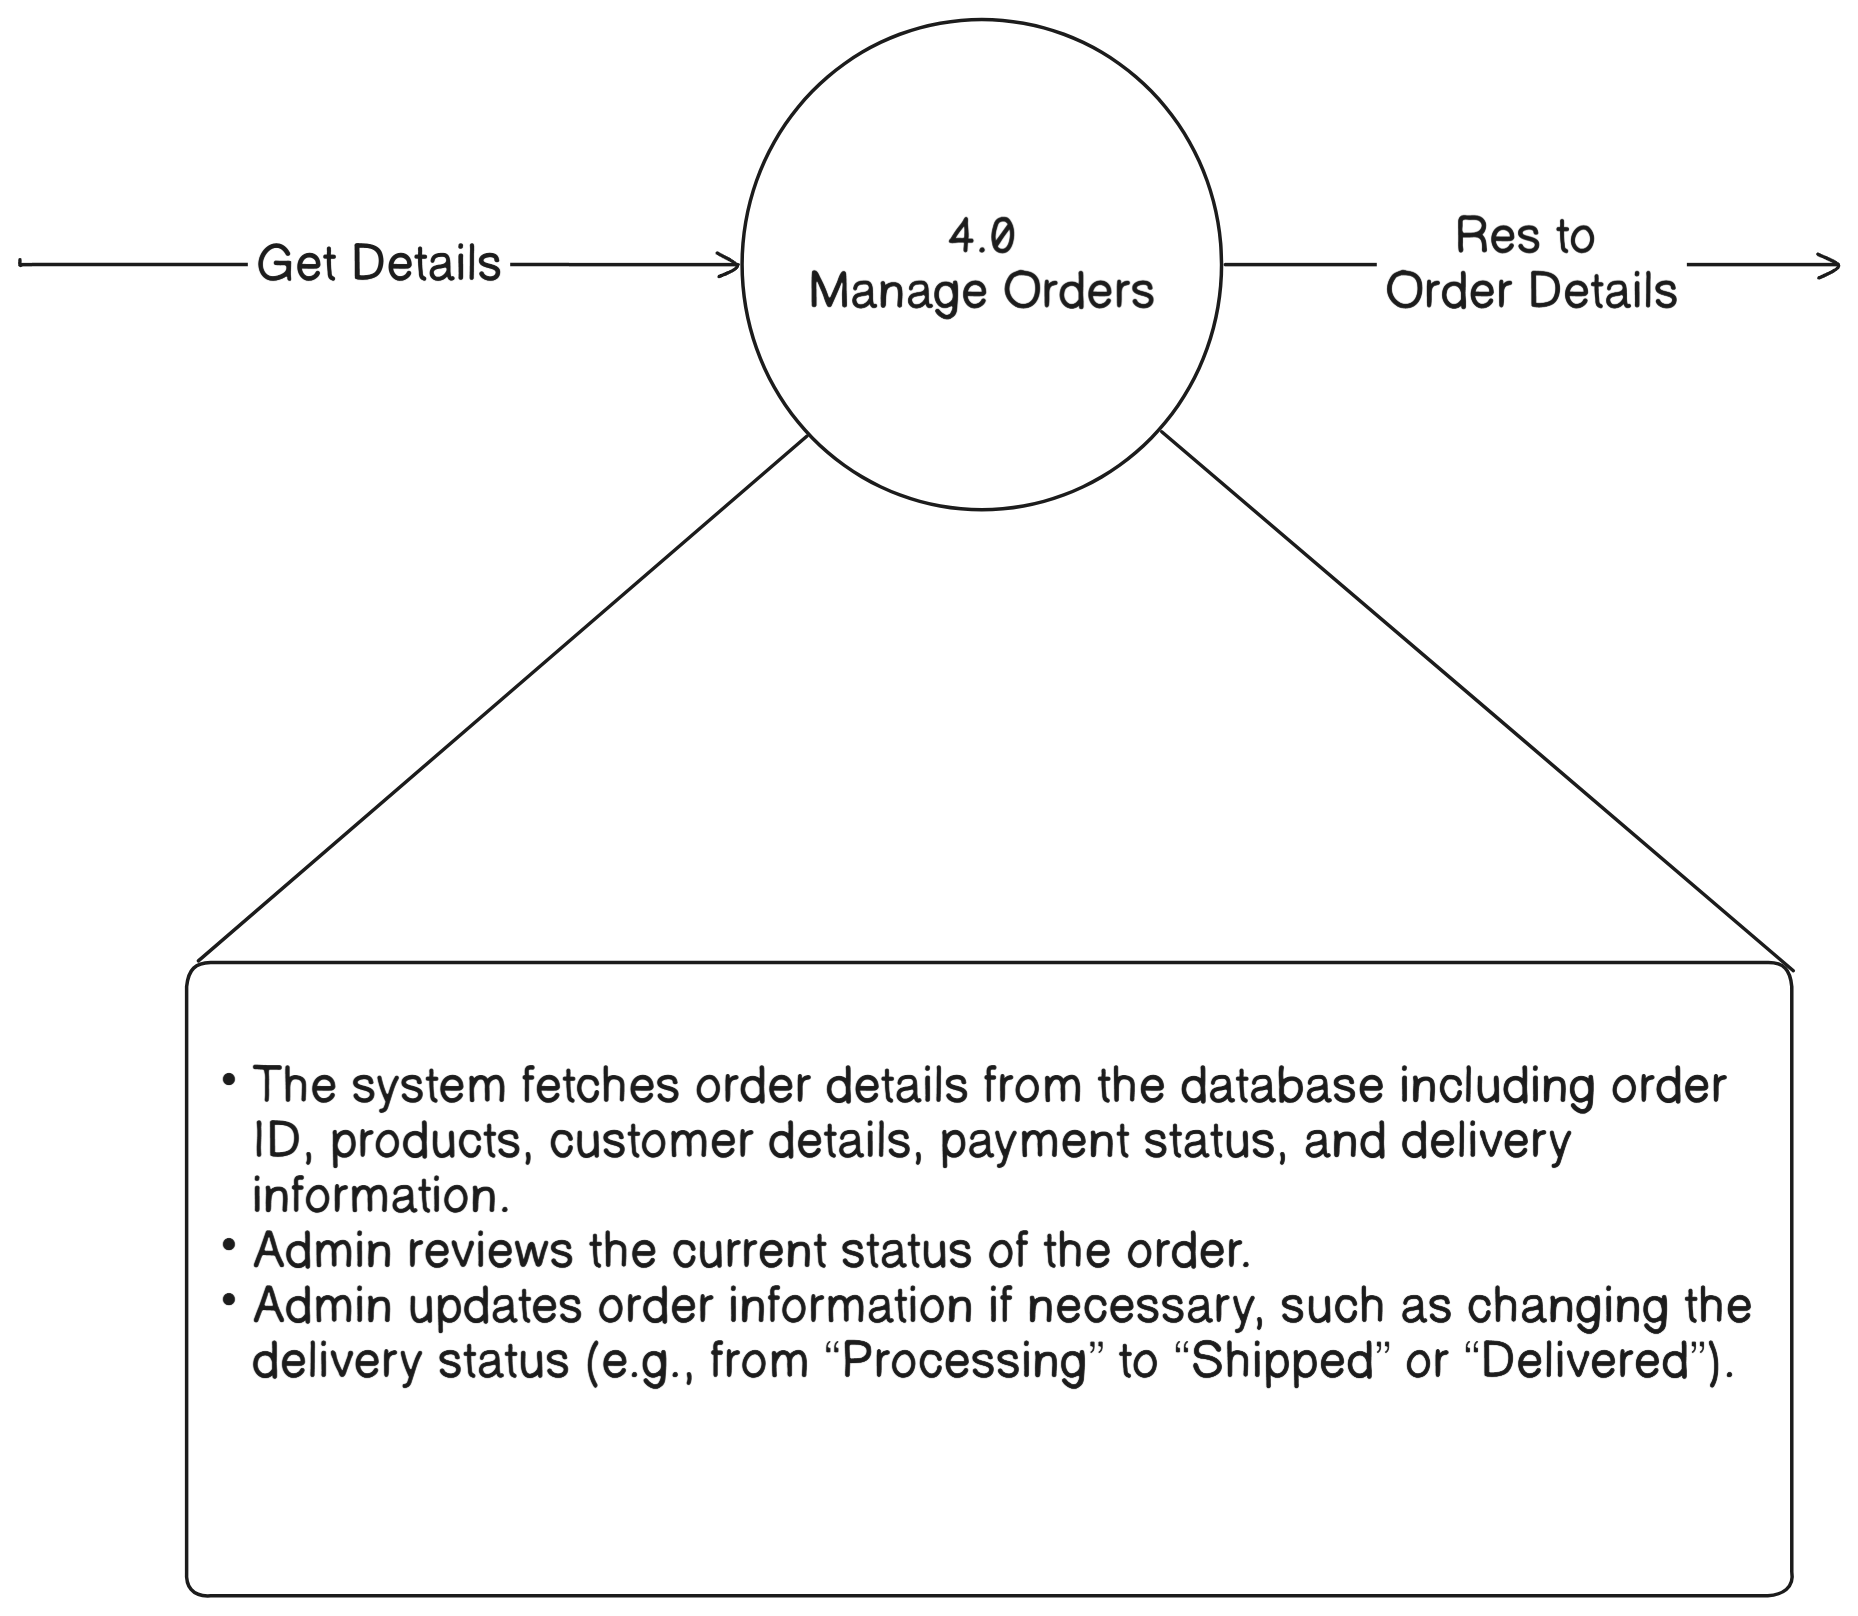 Get Details
4.0
Manage Orders
Res to
Order Details
• The system fetches order details from the database including order
ID, products, customer details, payment status, and delivery
information.
• Admin reviews the current status of the order.
• Admin updates order information if necessary, such as changing the
delivery status (e.g., from “Processing” to “Shipped” or “Delivered”).